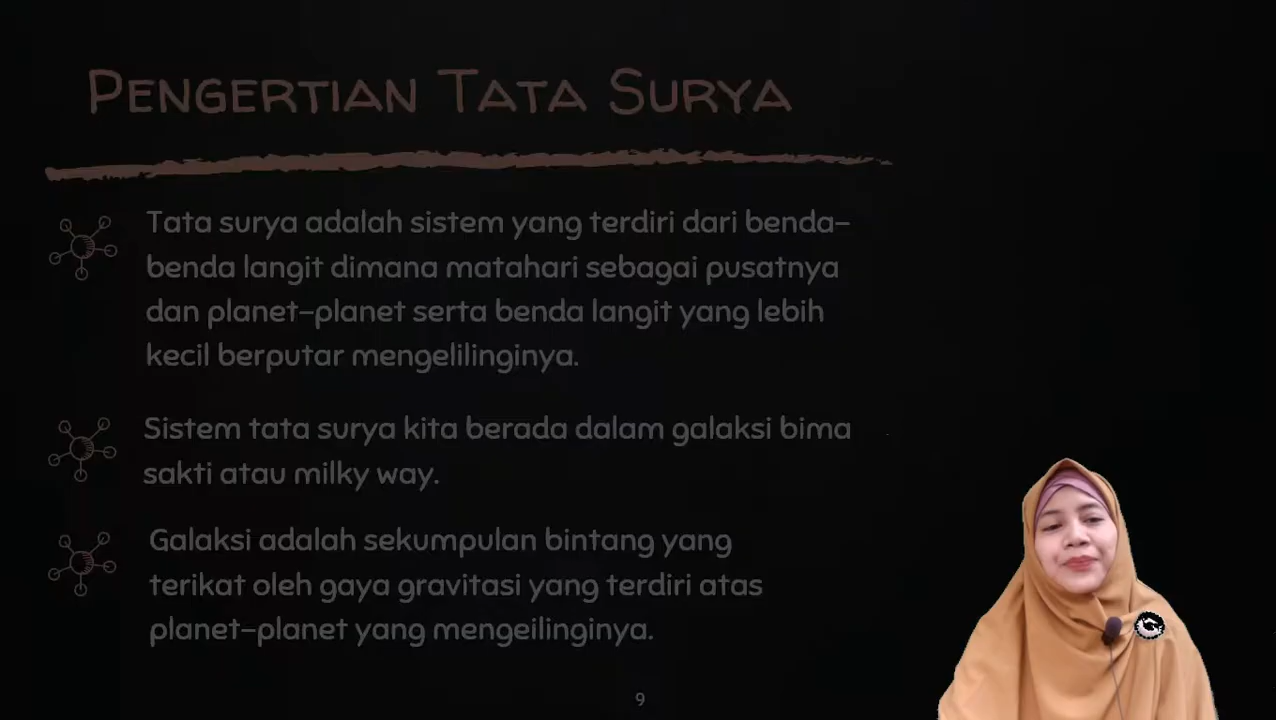 PENGERTIAN TATA SURYA
Tata surya adalah sistem yang terdiri dari benda-
benda langit dimana matahari sebagai pusatnya
dan planet-planet serta benda langit yang lebih
kecil berputar mengelilinginya.
Sistem tata surya kita berada dalam galaksi bima
sakti atau milky way.
Galaksi adalah sekumpulan bintang yang
terikat oleh gaya gravitasi yang terdiri atas
planet-planet yang mengeilinginya.
9